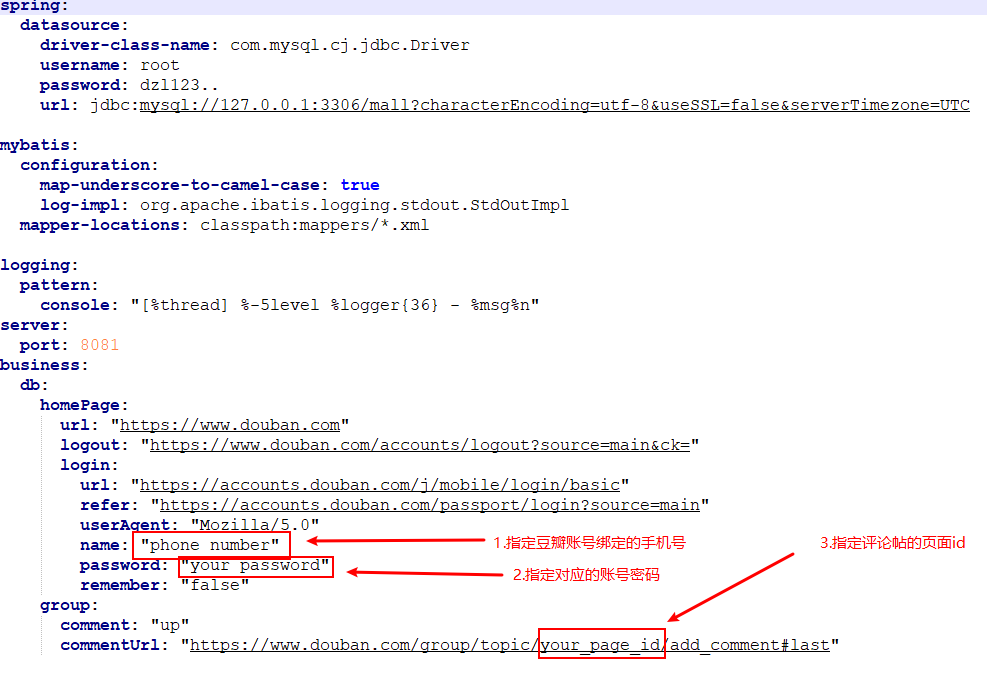 spring:
  datasource:
    driver-class-name: com.mysql.cj.jdbc.Driver
    username: root
    password: dzl123..
    url: jdbc:mysql://127.0.0.1:3306/mall?characterEncoding=utf-8&useSSL=false&serverTimezone=UTC

mybatis:
  configuration:
    map-underscore-to-camel-case: true
    log-impl: org.apache.ibatis.logging.stdout.StdOutImpl
  mapper-locations: classpath:mappers/*.xml

logging:
  pattern:
    console: "[%thread] %-5level %logger{36} - %msg%n"
server:
  port: 8081
business:
  db:
    homePage:
      url: "https://www.douban.com"
      logout: "https://www.douban.com/accounts/logout?source=main&ck="
      login:
        url: "https://accounts.douban.com/j/mobile/login/basic"
        refer: "https://accounts.douban.com/passport/login?source=main"
        userAgent: "Mozilla/5.0"
        name: "phone number"
1.指定豆瓣账号绑定的手机号
3.指定评论帖的页面id
        password: "your password"
2.指定对应的账号密码
        remember: "false"
    group:
      comment: "up"
      commentUrl: "https://www.douban.com/group/topic/your_page_id/add_comment#last"